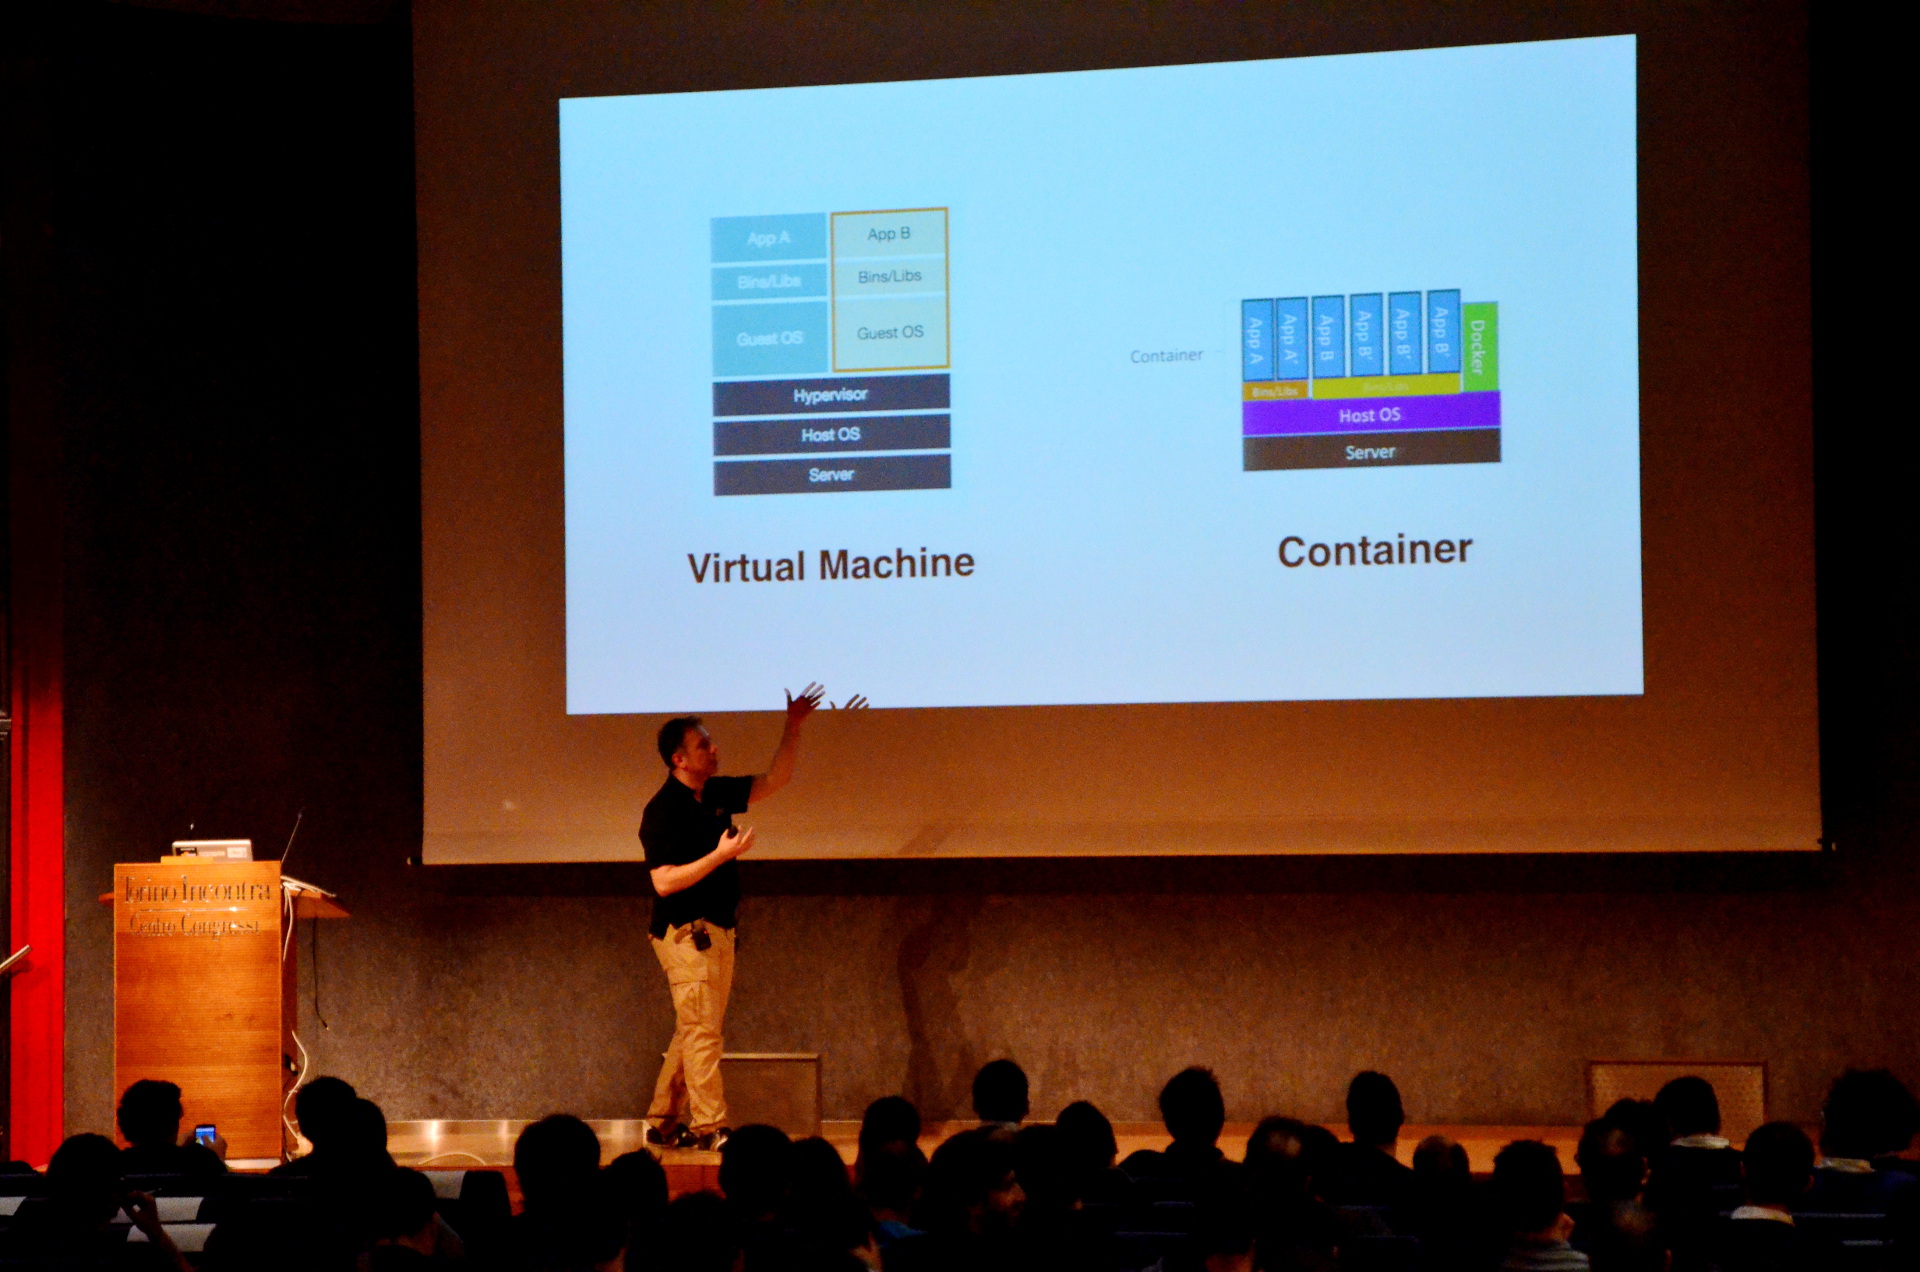 App A
Bins/Libs
Guest OS
App B
Bins/Libs
Guest OS
Hypervisor
Host OS
Server
Virtual Machine
Container
App A
App A'
App B
App B'
App B'
App B'
Docker
Bins/Libs
Bins/Libs
Host OS
Server
Container
Torino Incontra
Centro Congressi